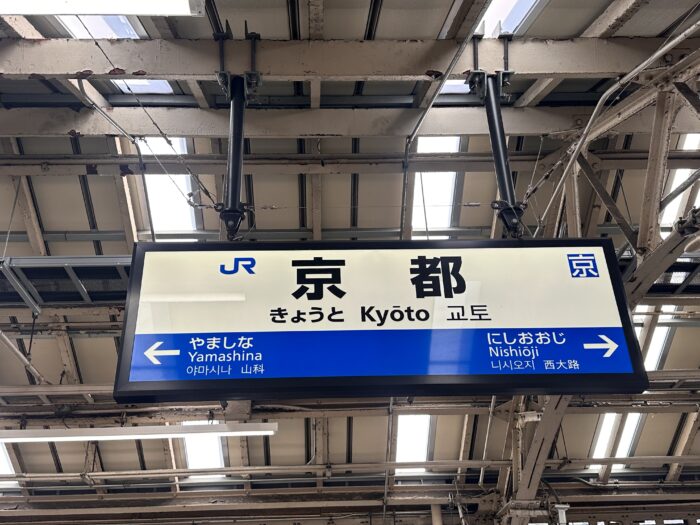 JR 京都 京
きょうと Kyōto 교토
← やましな
Yamashina
야마시나 山科
にしおおじ →
Nishiōji
니시오지 西大路